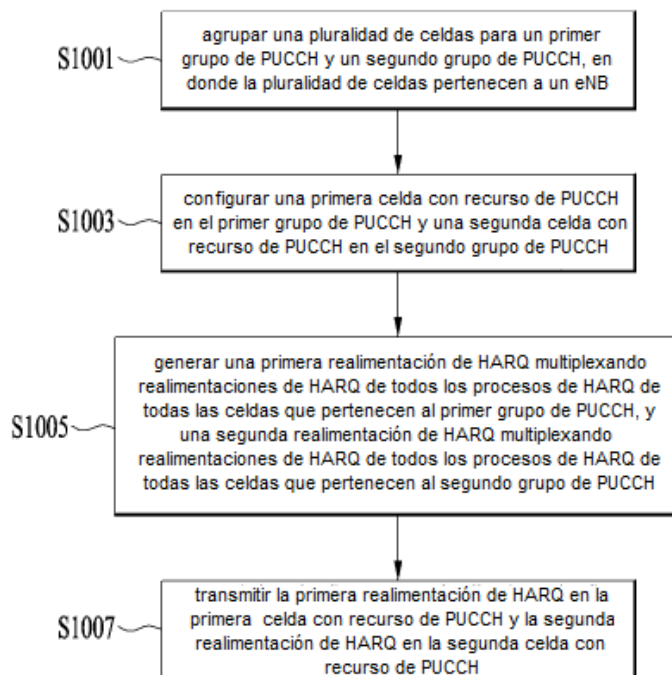 S1001
agrupar una pluralidad de celdas para un primer
grupo de PUCCH y un segundo grupo de PUCCH, en
donde la pluralidad de celdas pertenecen a un eNB
S1003
configurar una primera celda con recurso de PUCCH
en el primer grupo de PUCCH y una segunda celda con
recurso de PUCCH en el segundo grupo de PUCCH
S1005
generar una primera realimentación de HARQ multiplexando
realimentaciones de HARQ de todos los procesos de HARQ de
todas las celdas que pertenecen al primer grupo de PUCCH, y
una segunda realimentación de HARQ multiplexando
realimentaciones de HARQ de todos los procesos de HARQ de
todas las celdas que pertenecen al segundo grupo de PUCCH
S1007
transmitir la primera realimentación de HARQ en la
primera celda con recurso de PUCCH y la segunda
realimentación de HARQ en la segunda celda con
recurso de PUCCH